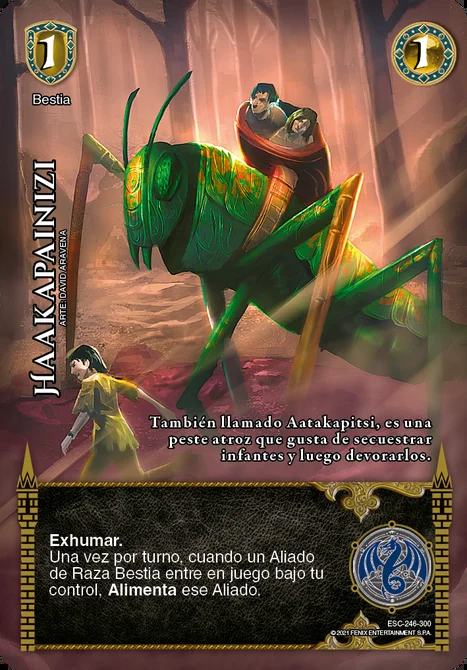 1
1
Bestia
HAAKAPAINIZI
ARTE: DAVID ARAVENA
También llamado Aatakapitsi, es una
peste atroz que gusta de secuestrar
infantes y luego devorarlos.
Exhumar.
Una vez por turno, cuando un Aliado
de Raza Bestia entre en juego bajo tu
control, Alimenta ese Aliado.
ESC-246-300
©2021 FENIX ENTERTAINMENT S.P.A.